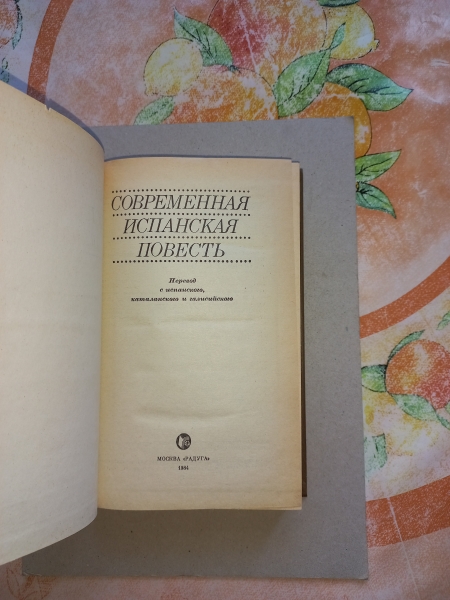 СОВРЕМЕННАЯ
ИСПАНСКАЯ
ПОВЕСТЬ
Перевод
с испанского,
каталанского и галисийского
МОСКВА «РАДУГА»
1984